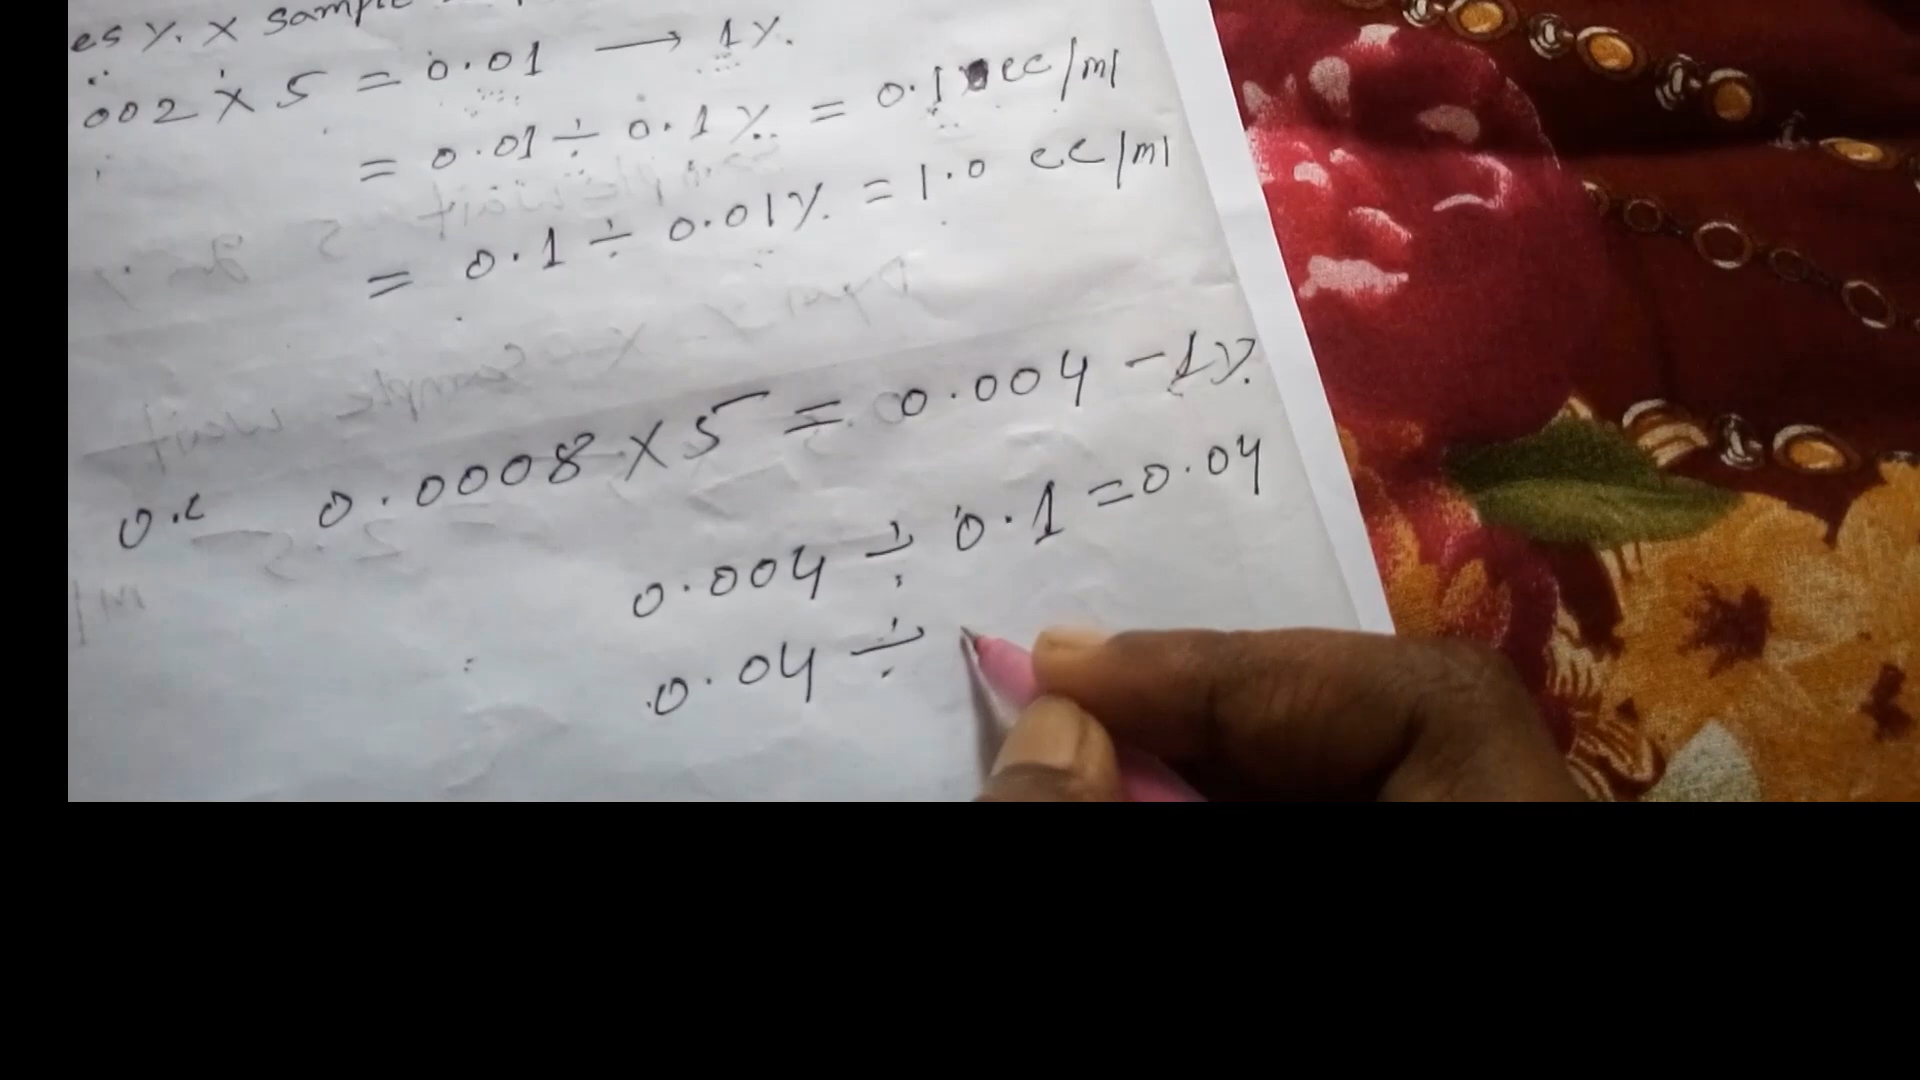 es %. X sample
002 X 5 = 0.01 → 1%.
= 0.01 ÷ 0.1% = 0.1 cc/ml
= 0.1 ÷ 0.01% = 1.0 cc/ml
0.0008 X 5 = 0.004 - 1%.
0.004 ÷ 0.1 = 0.04
0.04 ÷